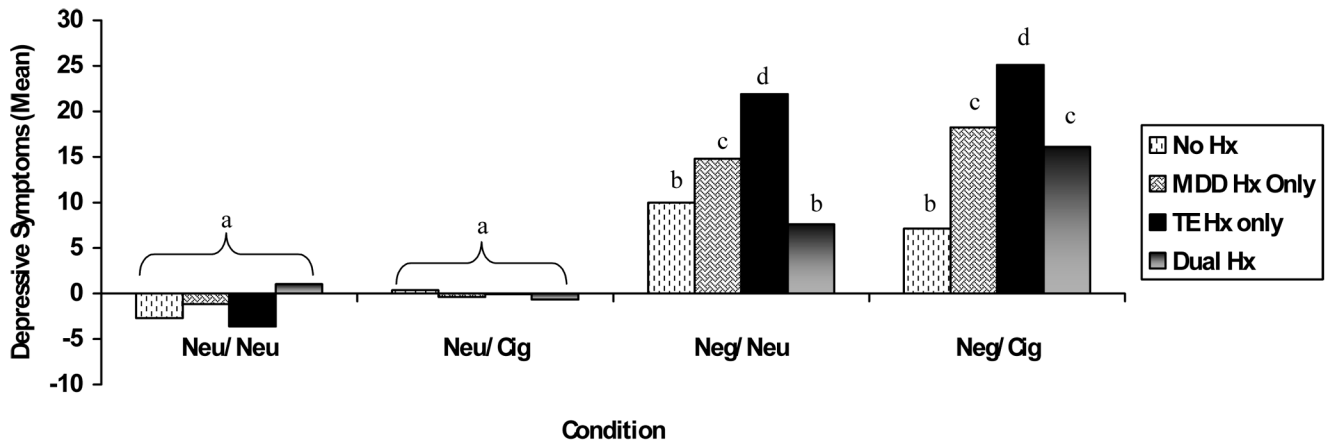 Depressive Symptoms (Mean)
30
25
20
15
10
5
0
-5
-10
a
a
b
c
d
b
b
c
d
c
Neu/ Neu
Neu/ Cig
Neg/ Neu
Neg/ Cig
Condition
No Hx
MDD Hx Only
TE Hx only
Dual Hx